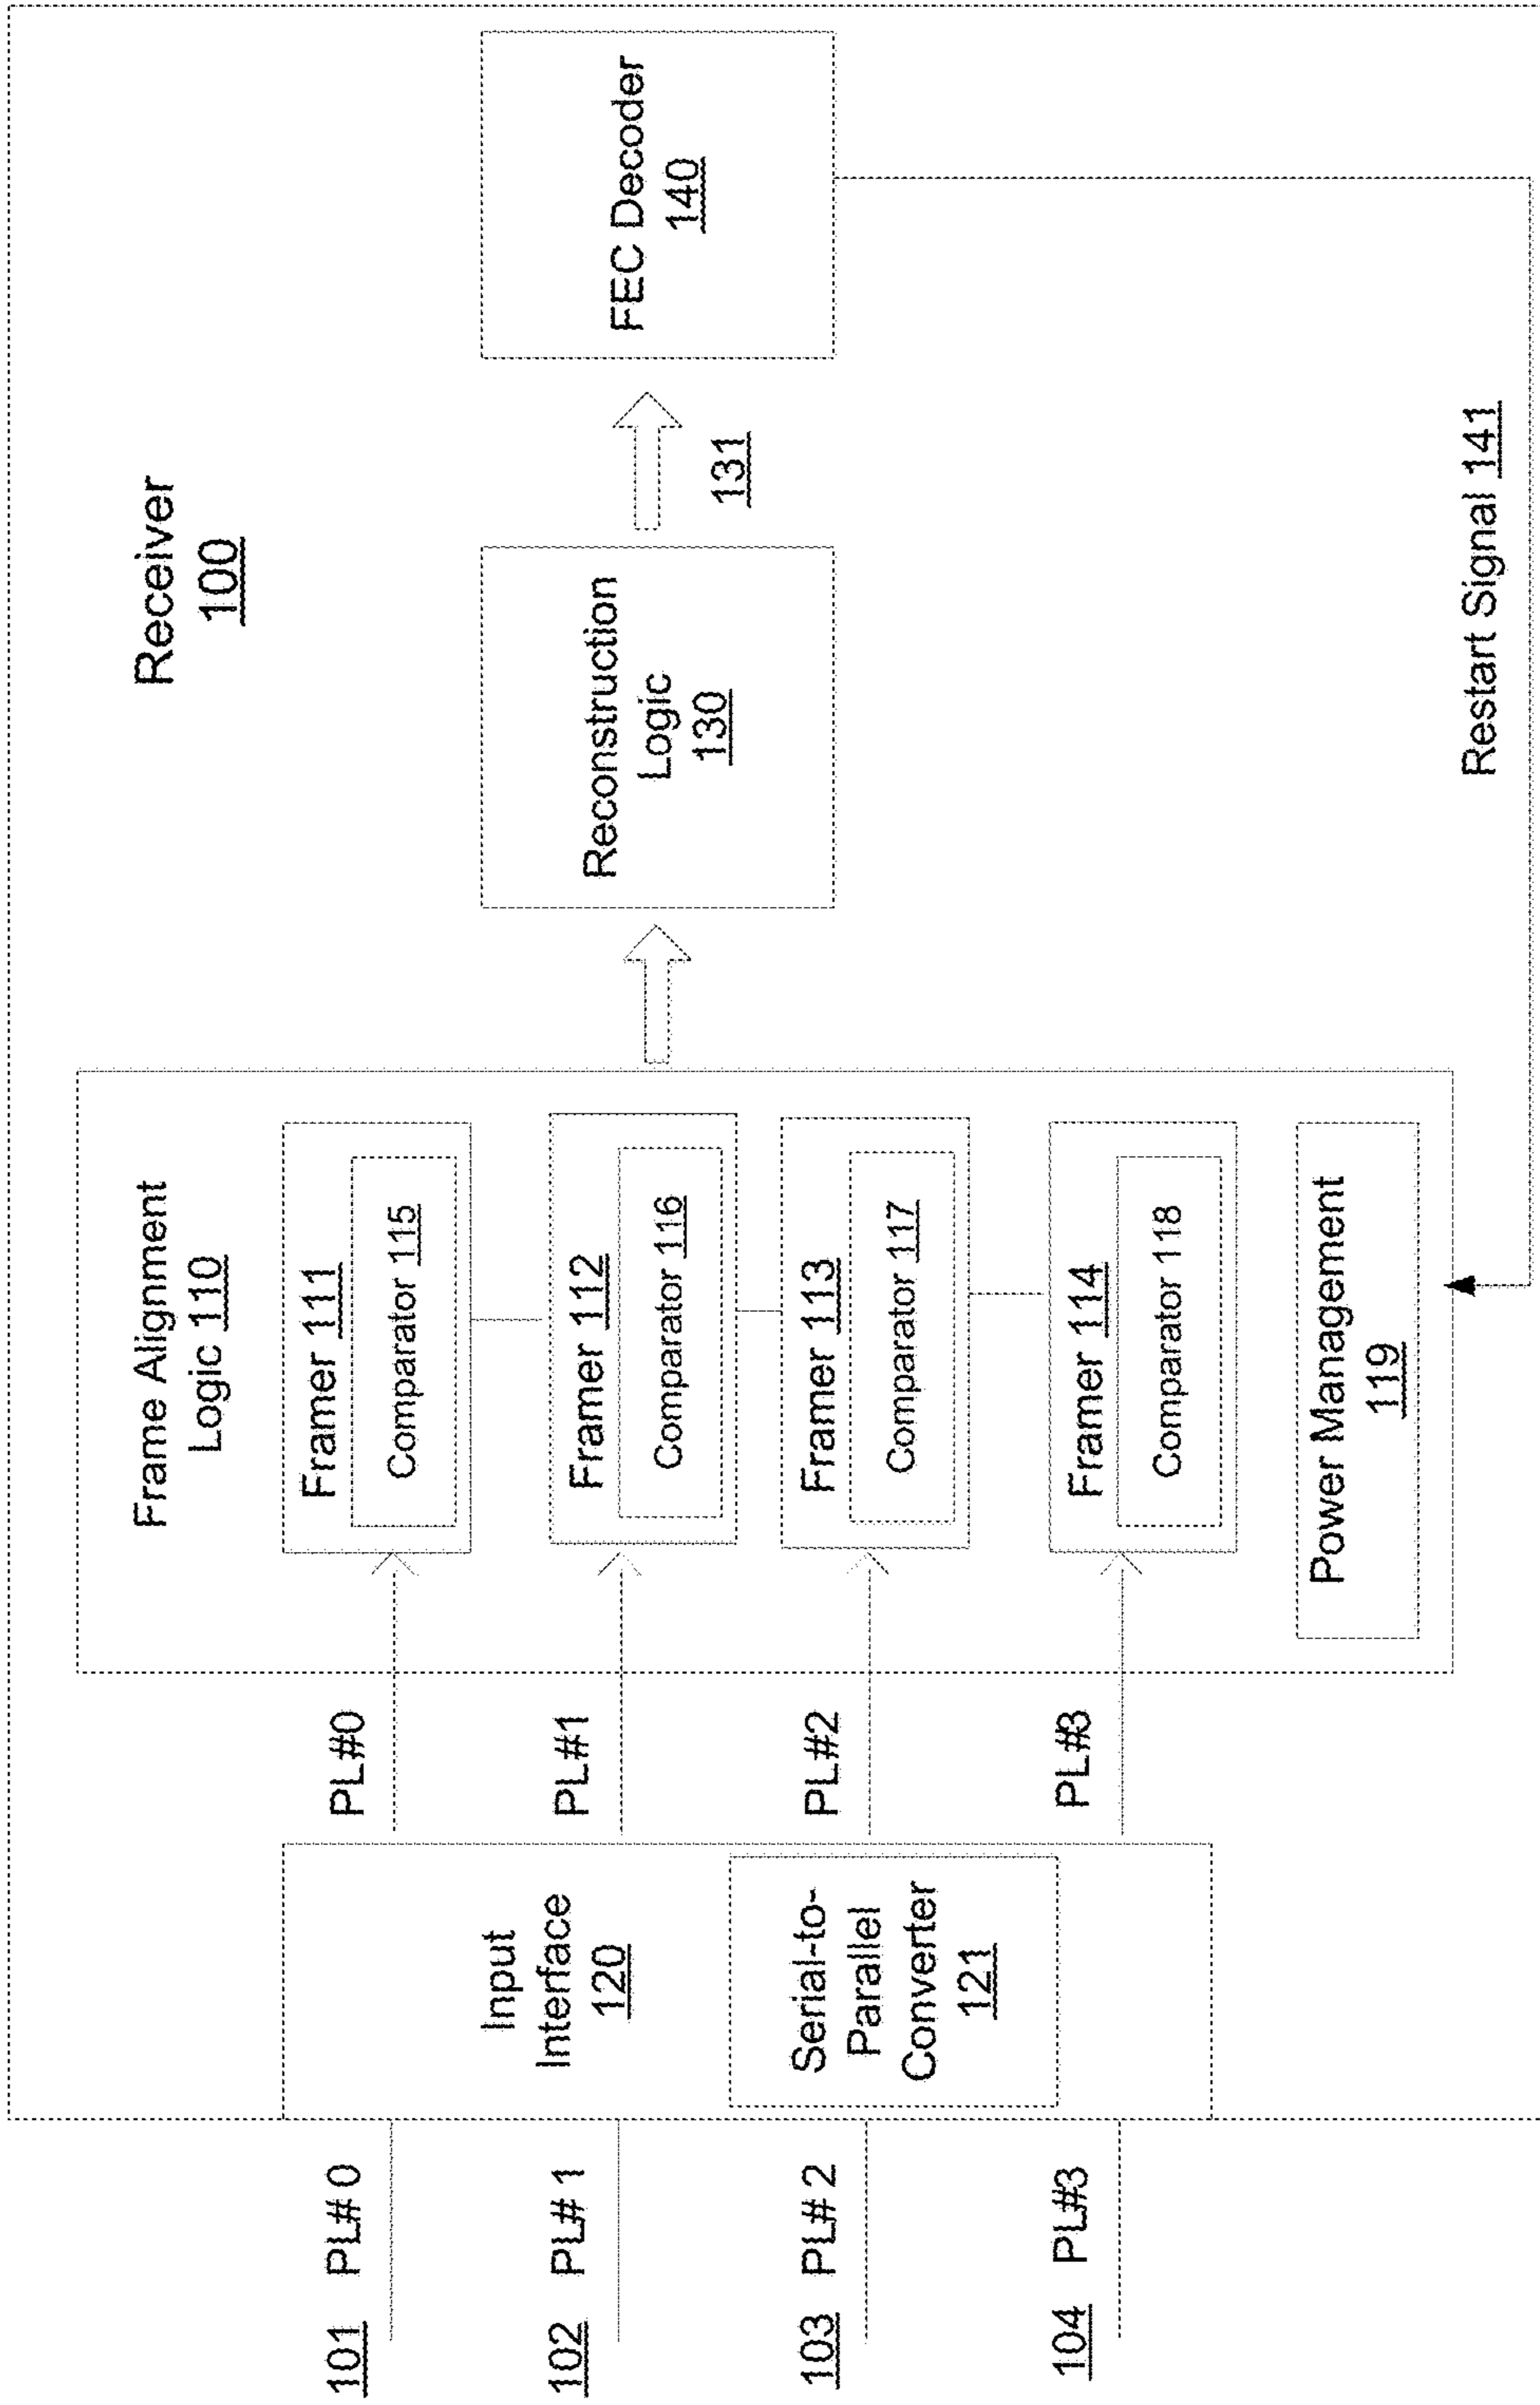 Receiver
100
101 PL# 0
102 PL# 1
103 PL# 2
104 PL#3
Input
Interface
120
Serial-to-
Parallel
Converter
121
PL#0
PL#1
PL#2
PL#3
Frame Alignment
Logic 110
Framer 111
Comparator 115
Framer 112
Comparator 116
Framer 113
Comparator 117
Framer 114
Comparator 118
Power Management
119
Reconstruction
Logic
130
131
FEC Decoder
140
Restart Signal 141